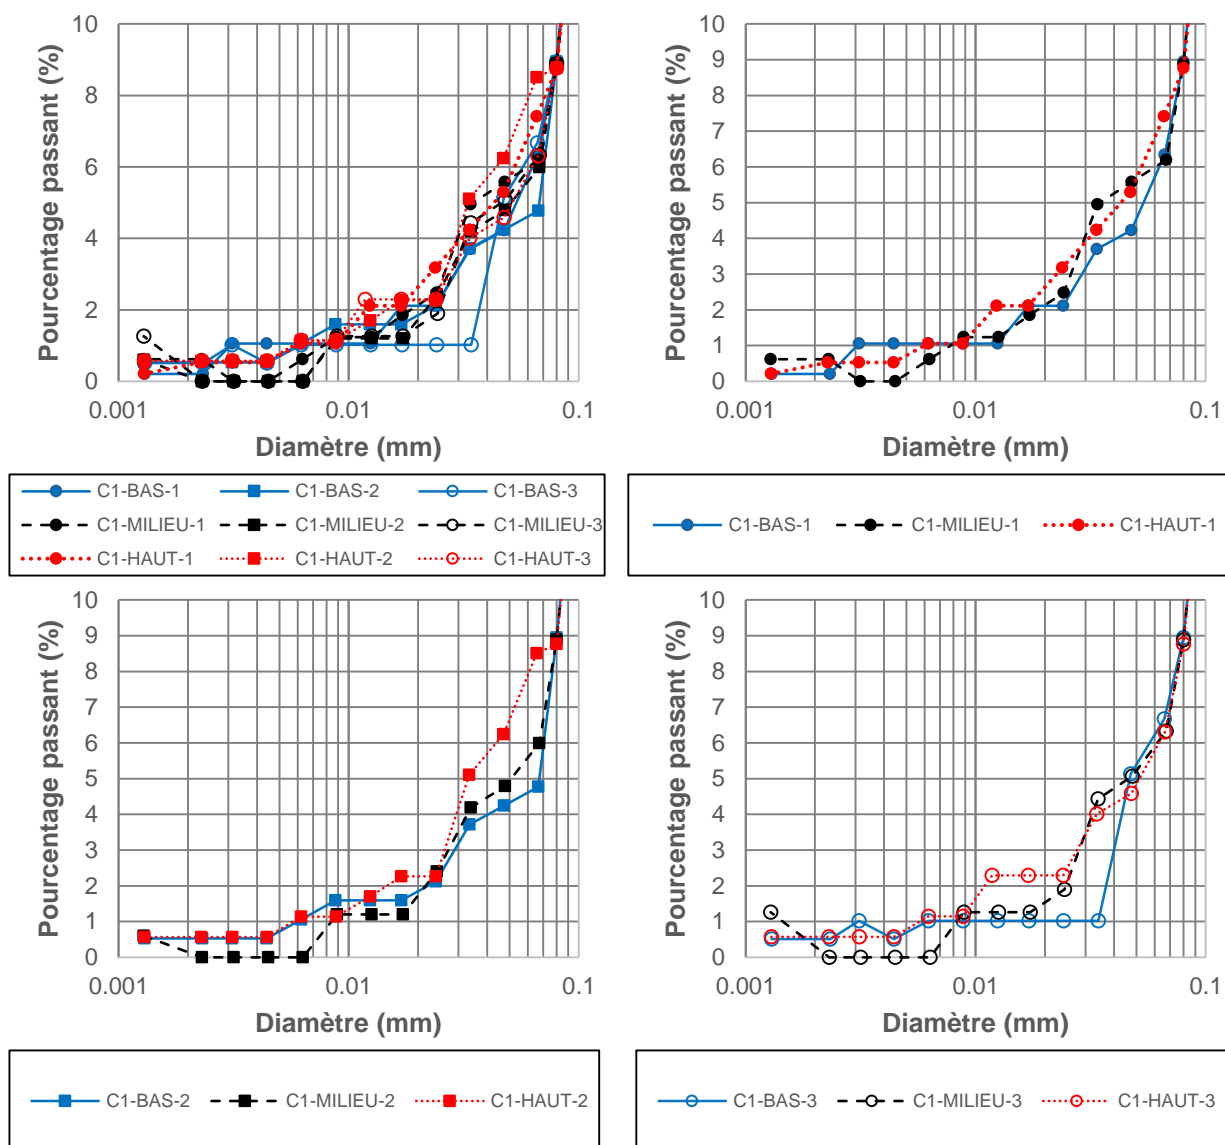 Pourcentage passant (%)
10
8
6
4
2
0
0.001 0.01 0.1
Diamètre (mm)
C1-BAS-1 C1-BAS-2 C1-BAS-3
C1-MILIEU-1 C1-MILIEU-2 C1-MILIEU-3
C1-HAUT-1 C1-HAUT-2 C1-HAUT-3
Pourcentage passant (%)
10
9
8
7
6
5
4
3
2
1
0
0.001 0.01 0.1
Diamètre (mm)
C1-BAS-1 C1-MILIEU-1 C1-HAUT-1
Pourcentage passant (%)
10
9
8
7
6
5
4
3
2
1
0
0.001 0.01 0.1
Diamètre (mm)
C1-BAS-2 C1-MILIEU-2 C1-HAUT-2
Pourcentage passant (%)
10
9
8
7
6
5
4
3
2
1
0
0.001 0.01 0.1
Diamètre (mm)
C1-BAS-3 C1-MILIEU-3 C1-HAUT-3